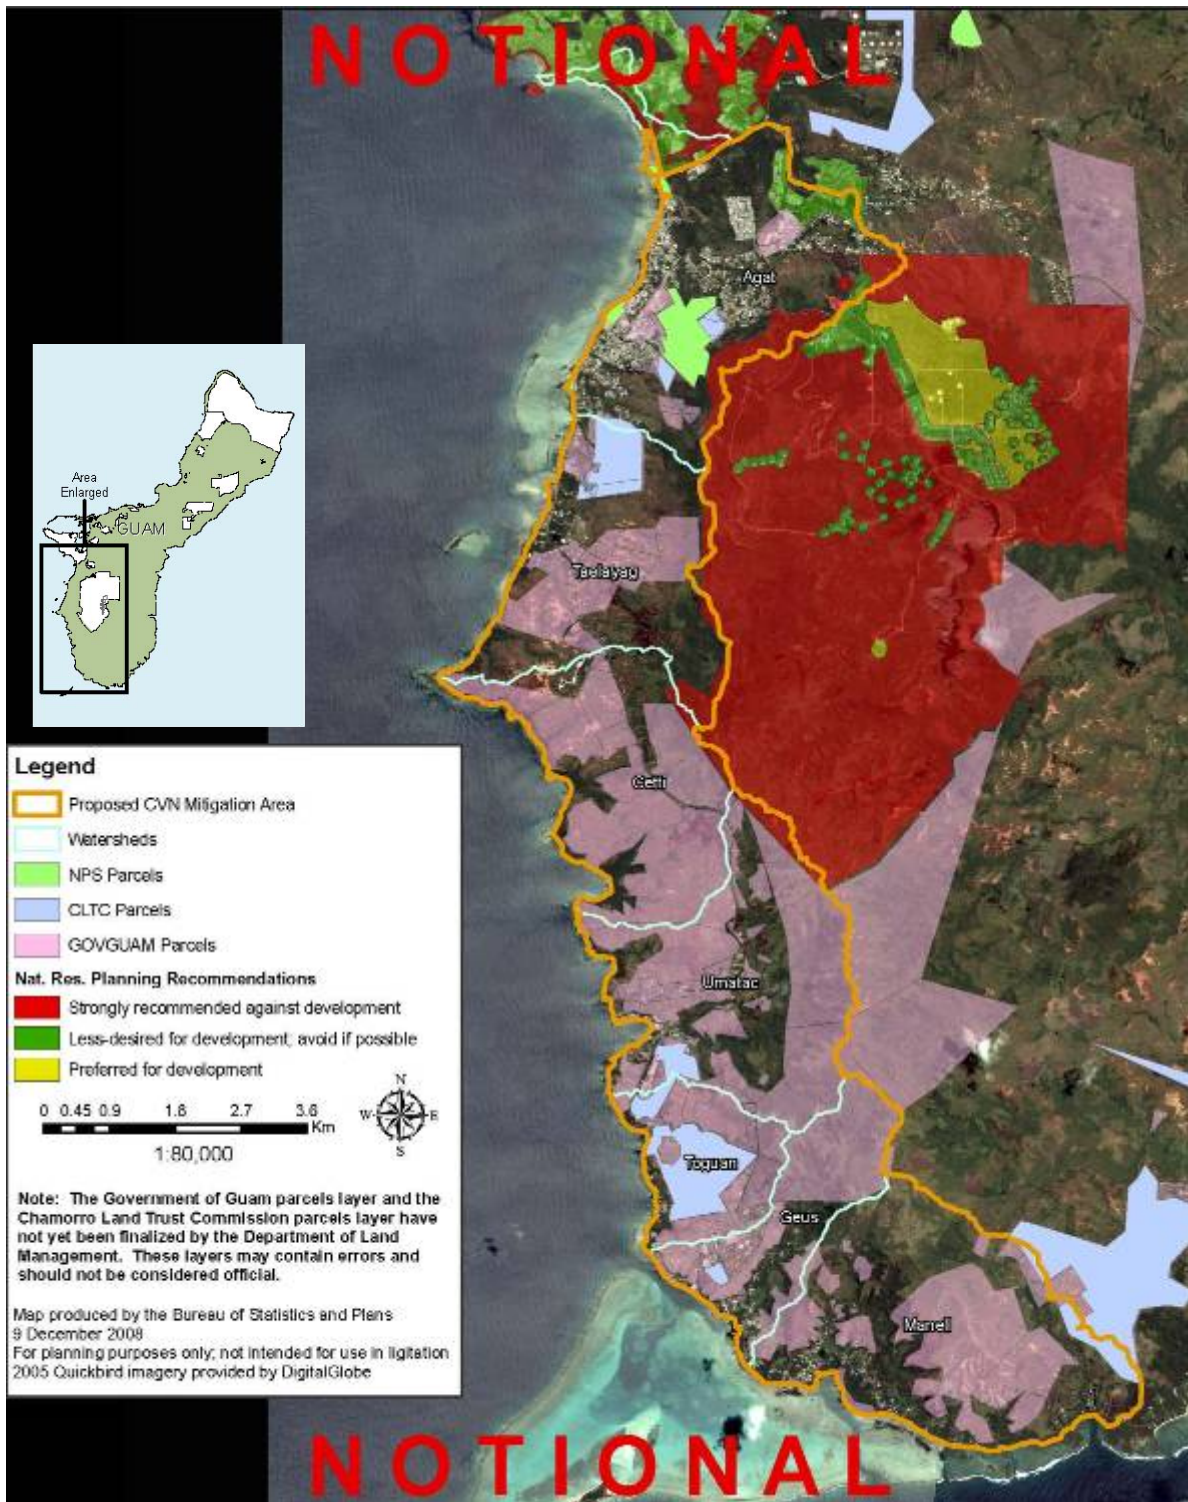 NOTIONAL
Agat
Area
Enlarged
GUAM
Taelayag
Cetti
Umatac
Toguan
Geus
Manell
Legend
Proposed CVN Mitigation Area
Watersheds
NPS Parcels
CLTC Parcels
GOVGUAM Parcels
Nat. Res. Planning Recommendations
Strongly recommended against development
Less-desired for development; avoid if possible
Preferred for development
0 0.45 0.9 1.8 2.7 3.6
Km
1:80,000
N
W E
S
Note: The Government of Guam parcels layer and the
Chamorro Land Trust Commission parcels layer have
not yet been finalized by the Department of Land
Management. These layers may contain errors and
should not be considered official.
Map produced by the Bureau of Statistics and Plans
9 December 2008
For planning purposes only; not intended for use in litigation
2005 Quickbird imagery provided by DigitalGlobe
NOTIONAL